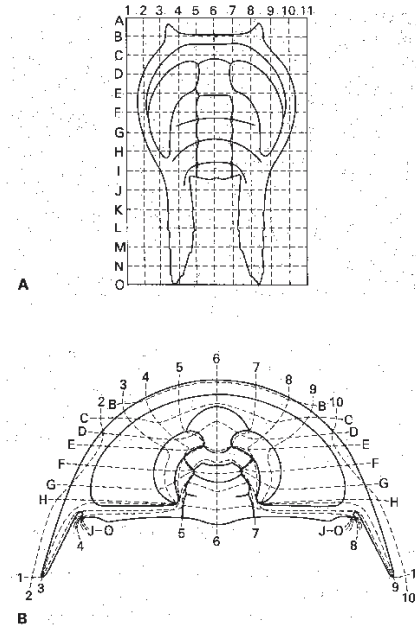 1 2 3 4 5 6 7 8 9 10 11
A
B
C
D
E
F
G
H
I
J
K
L
M
N
O
A
6
5 7
4 8
3 9
2 10
B B
C C
D D
E E
F F
G G
H H
J-O J-O
4 5 6 7 8
1 1
2 3 9 10
B